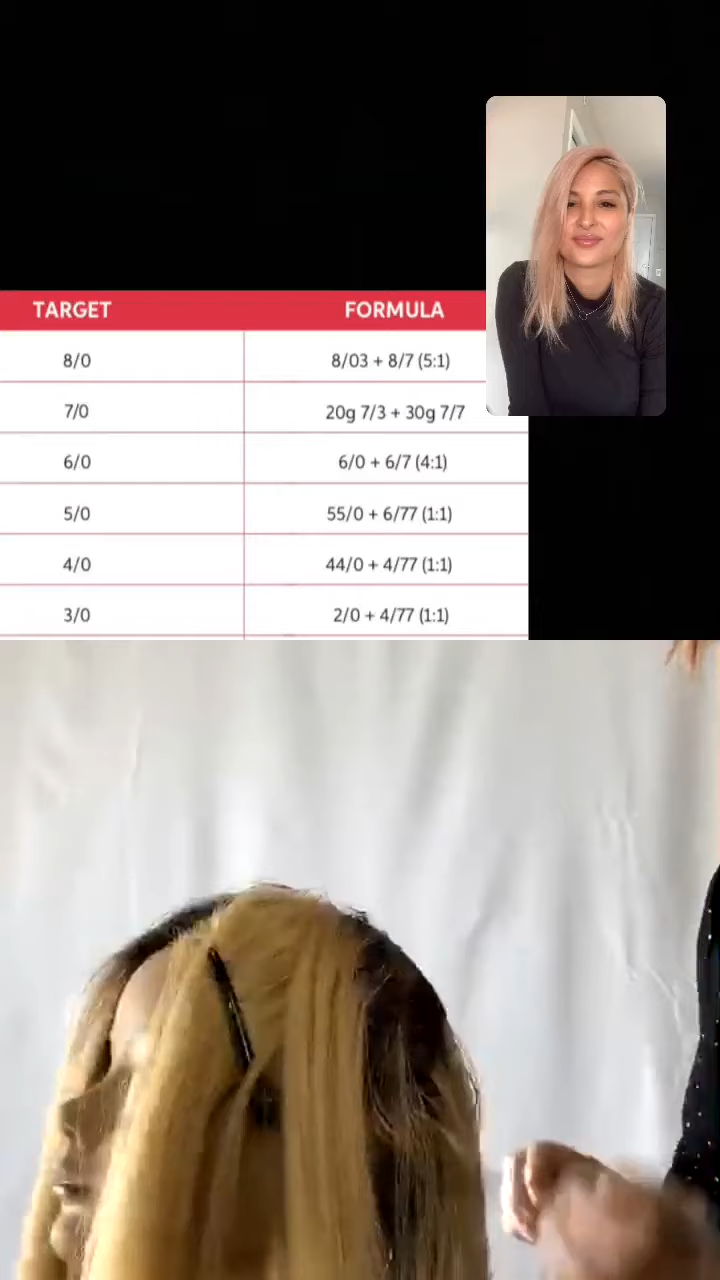 TARGET FORMULA
8/0 8/03 + 8/7 (5:1)
7/0 20g 7/3 + 30g 7/7
6/0 6/0 + 6/7 (4:1)
5/0 55/0 + 6/77 (1:1)
4/0 44/0 + 4/77 (1:1)
3/0 2/0 + 4/77 (1:1)